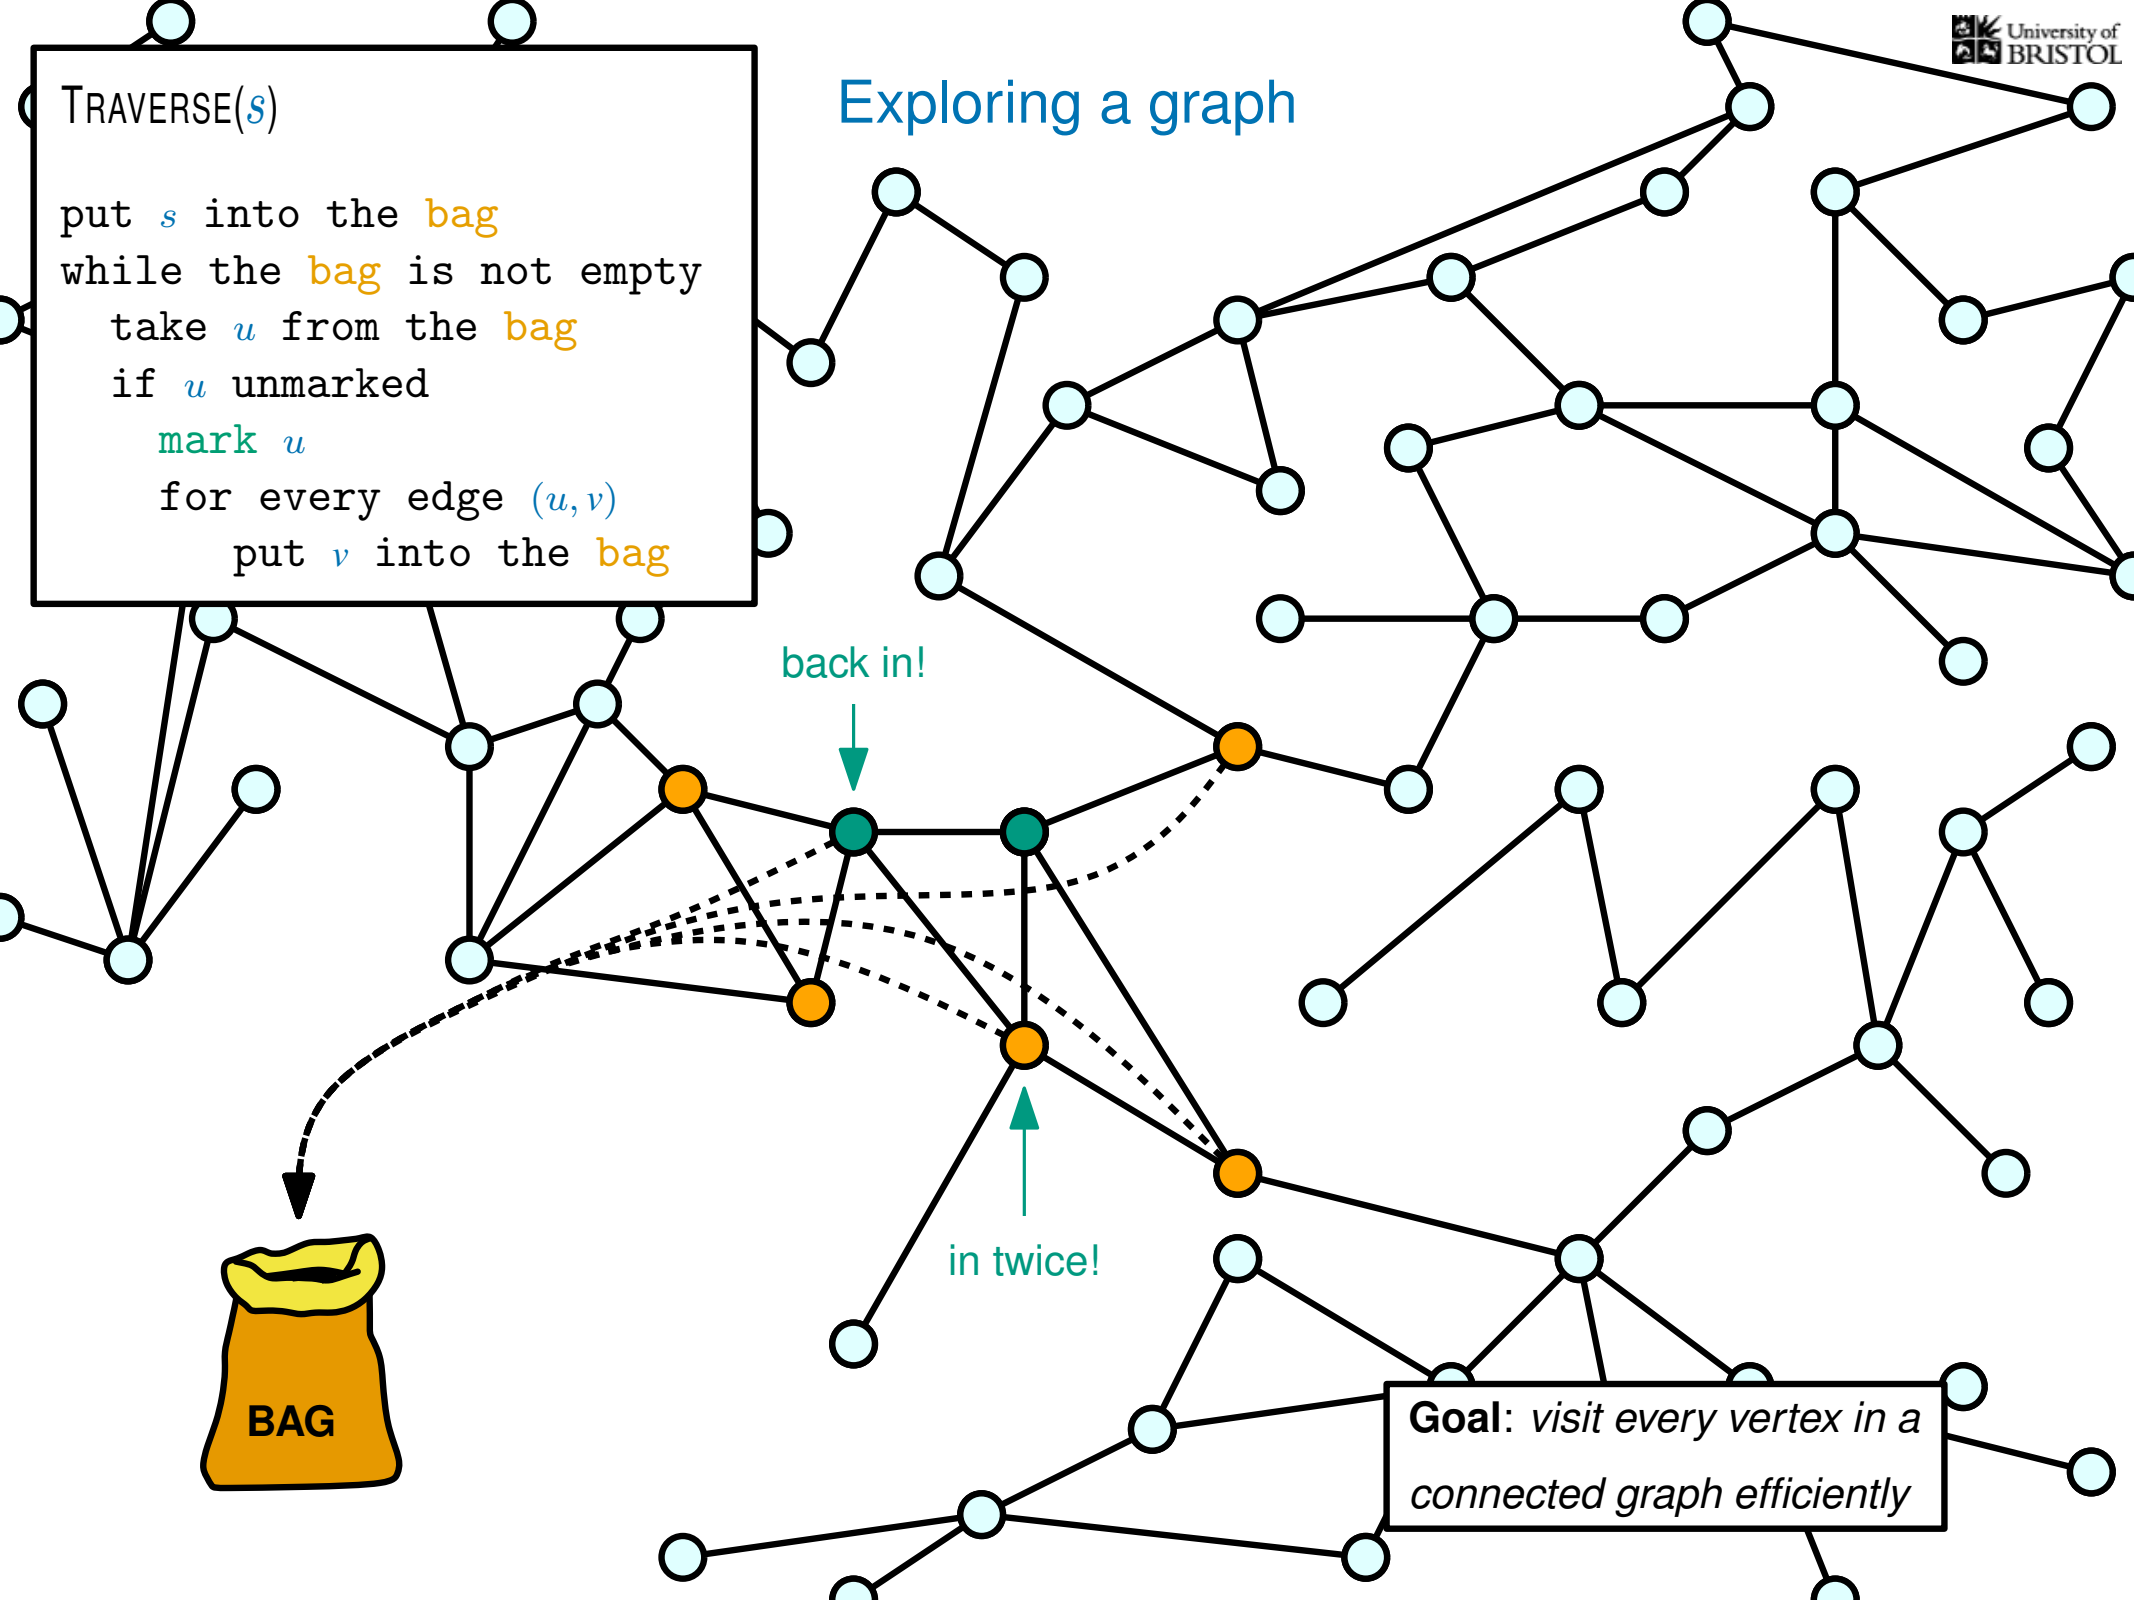 University of
BRISTOL
Exploring a graph
TRAVERSE(s)
put s into the bag
while the bag is not empty
take u from the bag
if u unmarked
mark u
for every edge (u, v)
put v into the bag
back in!
in twice!
BAG
Goal: visit every vertex in a
connected graph efficiently